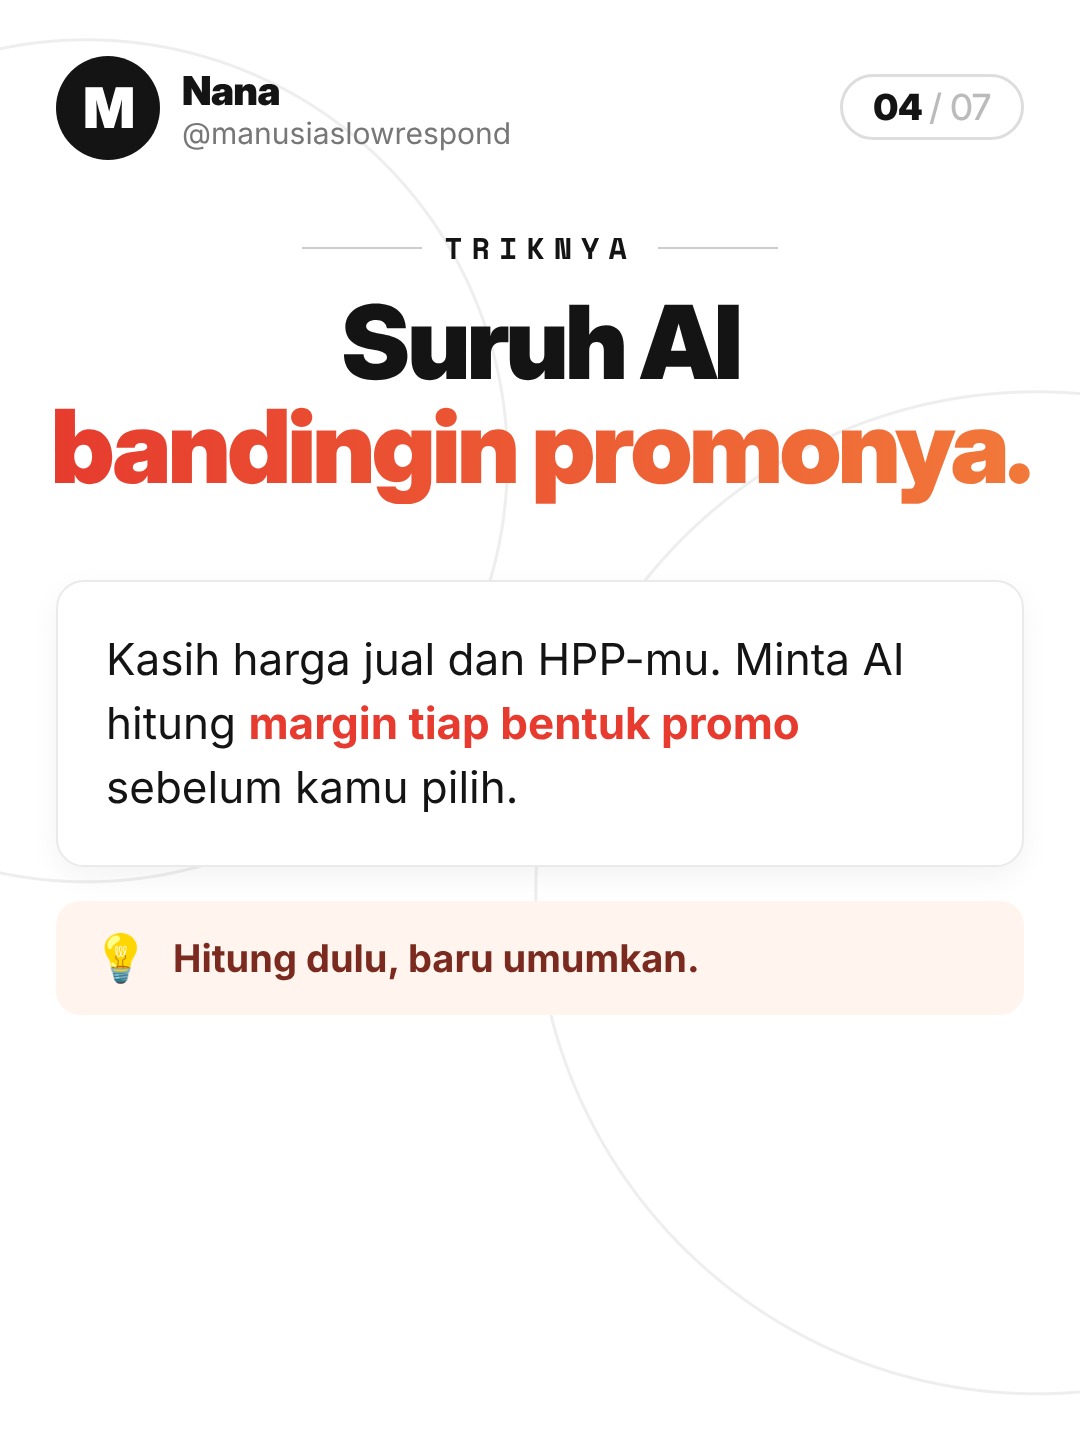 M
Nana
@manusiaslowrespond
04 / 07
TRIKNYA
Suruh AI
bandingin promonya.
Kasih harga jual dan HPP-mu. Minta AI
hitung margin tiap bentuk promo
sebelum kamu pilih.
💡 Hitung dulu, baru umumkan.